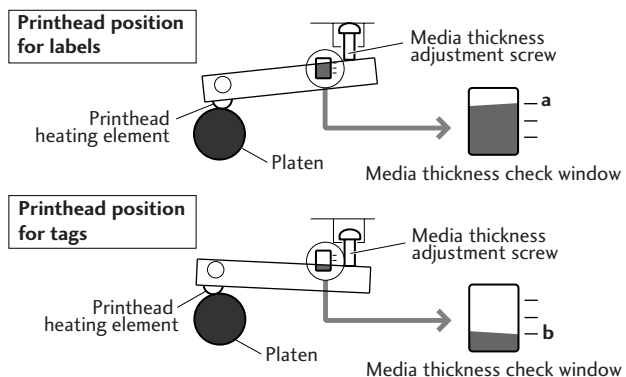 Printhead position
for labels
Media thickness
adjustment screw
Printhead
heating element
Platen
a
Media thickness check window
Printhead position
for tags
Media thickness
adjustment screw
Printhead
heating element
Platen
b
Media thickness check window